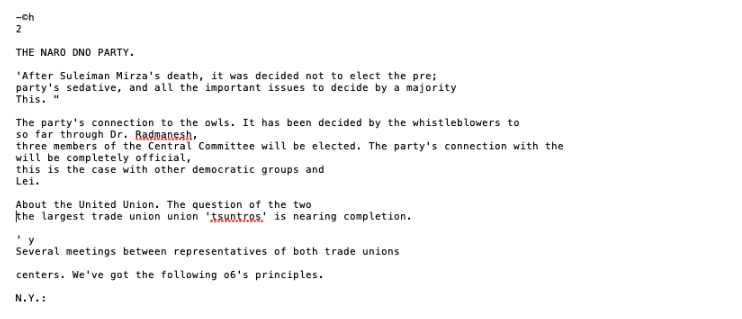 -©h
2
THE NARO DNO PARTY.
'After Suleiman Mirza's death, it was decided not to elect the pre;
party's sedative, and all the important issues to decide by a majority
This. "
The party's connection to the owls. It has been decided by the whistleblowers to
so far through Dr. Radmanesh,
three members of the Central Committee will be elected. The party's connection with the
will be completely official,
this is the case with other democratic groups and
Lei.
About the United Union. The question of the two
the largest trade union union 'tsuntros' is nearing completion.
' y
Several meetings between representatives of both trade unions
centers. We've got the following o6's principles.
N.Y.: